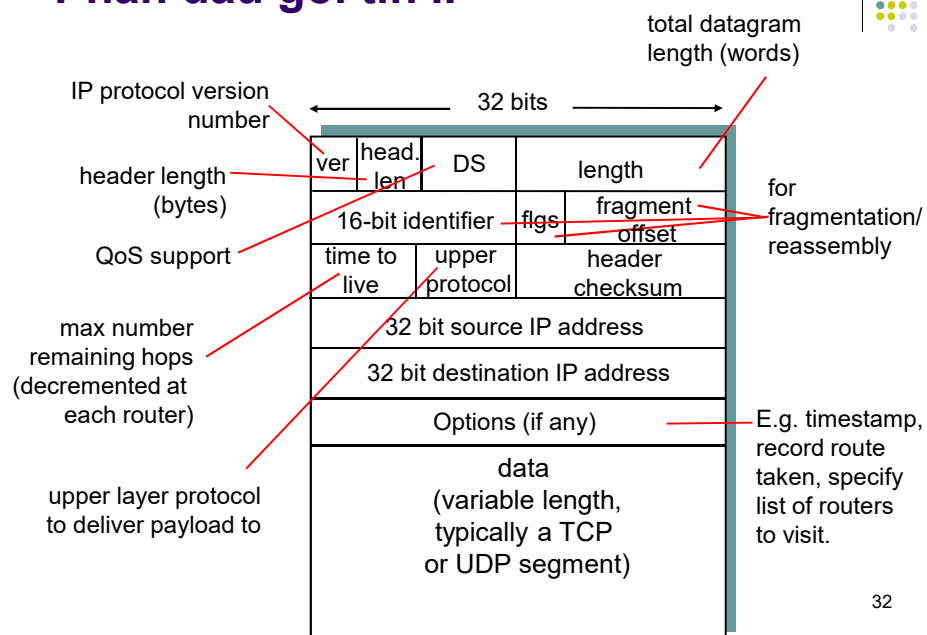 total datagram
length (words)
IP protocol version
number
32 bits
header length
(bytes)
QoS support
ver
head.
len
DS
length
for
fragmentation/
reassembly
16-bit identifier
flgs
fragment
offset
time to
live
upper
protocol
header
checksum
max number
remaining hops
(decremented at
each router)
32 bit source IP address
32 bit destination IP address
Options (if any)
E.g. timestamp,
record route
taken, specify
list of routers
to visit.
upper layer protocol
to deliver payload to
data
(variable length,
typically a TCP
or UDP segment)
32